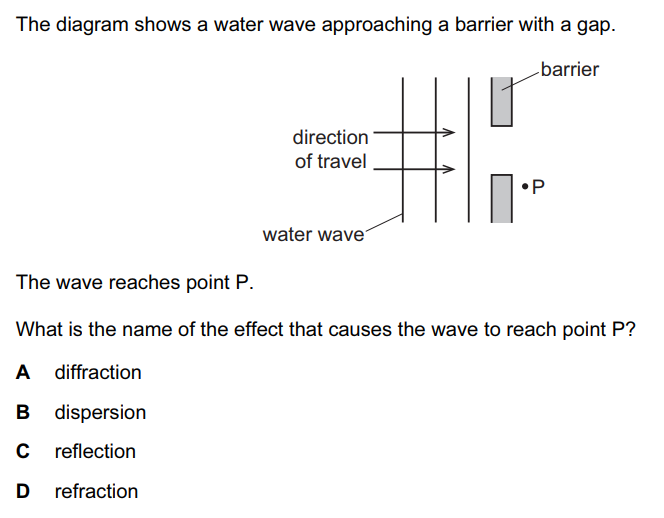 The diagram shows a water wave approaching a barrier with a gap.
barrier
direction
of travel
P
water wave
The wave reaches point P.
What is the name of the effect that causes the wave to reach point P?
A diffraction
B dispersion
C reflection
D refraction